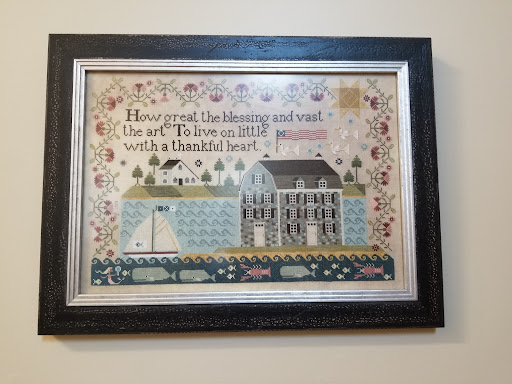 How great the blessing and vast
the art To live on little
with a thankful heart.